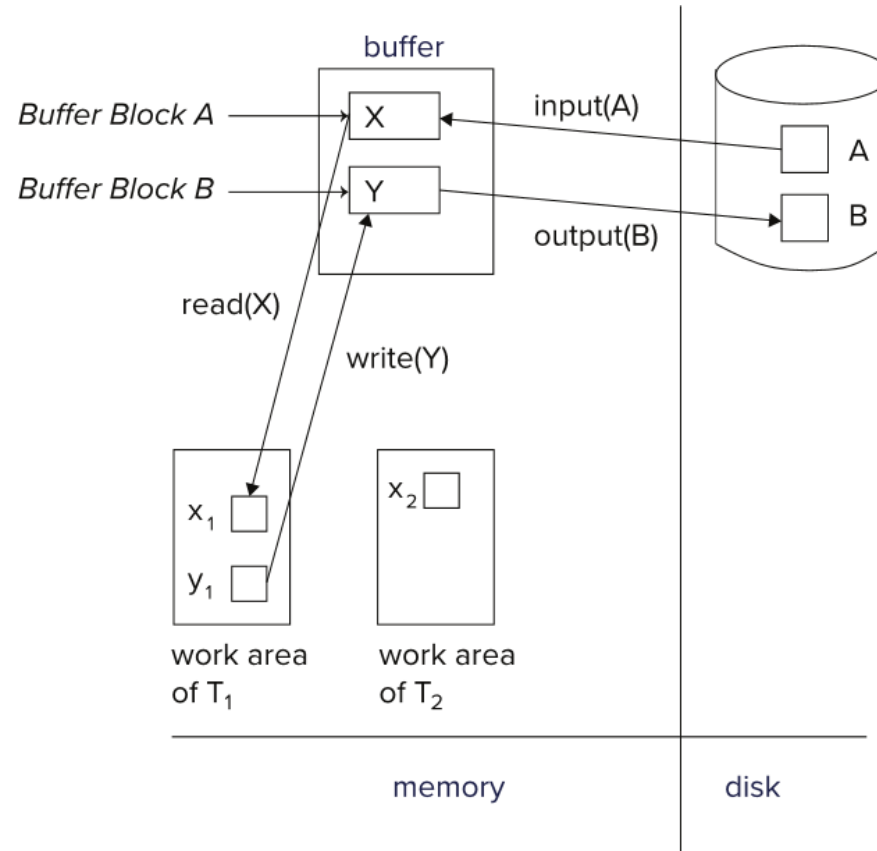 buffer
Buffer Block A
X
input(A)
A
Buffer Block B
Y
B
output(B)
read(X)
write(Y)
x₁
x₂
y₁
work area
of T₁
work area
of T₂
memory
disk